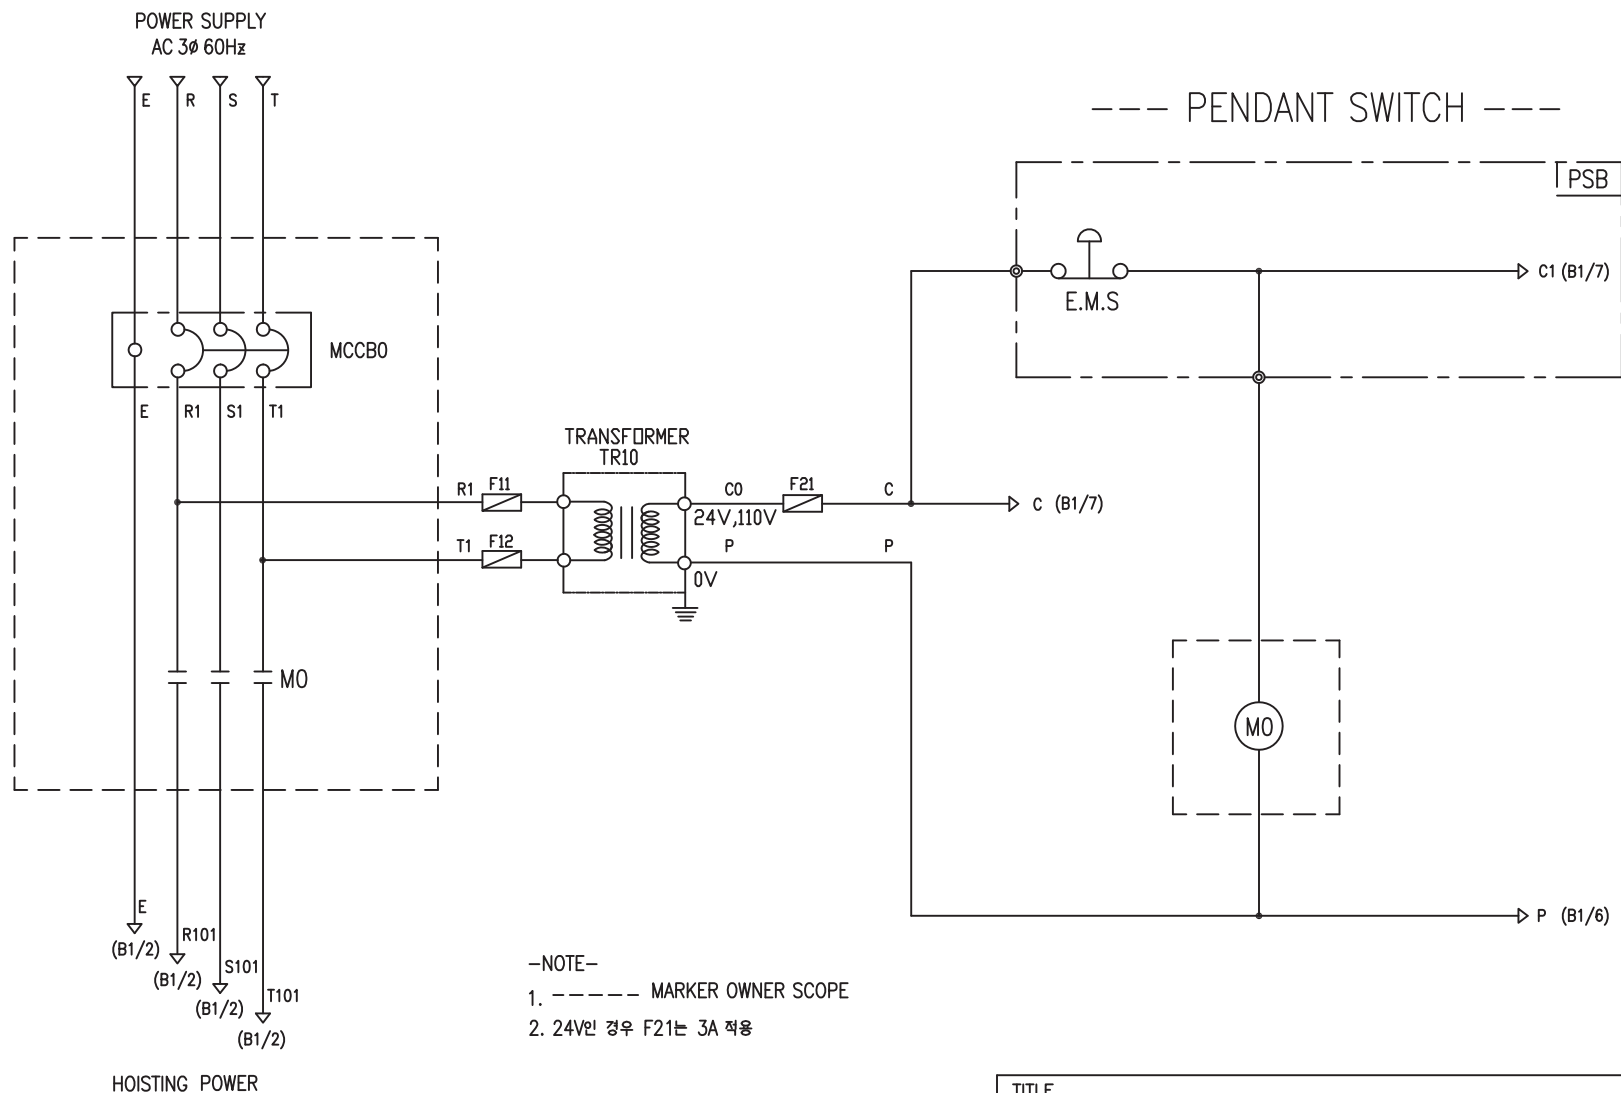 POWER SUPPLY
AC 3Ø 60Hz
E R S T
--- PENDANT SWITCH ---
PSB
C1 (B1/7)
E.M.S
MCCB0
E R1 S1 T1
TRANSFORMER
TR10
R1 F11
C0 F21 C
C (B1/7)
24V,110V
T1 F12
P P
0V
M0
M0
E
(B1/2)
R101
(B1/2)
S101
(B1/2)
T101
(B1/2)
P (B1/6)
-NOTE-
1. ------ MARKER OWNER SCOPE
2. 24V인 경우 F21는 3A 적용
HOISTING POWER
TITLE